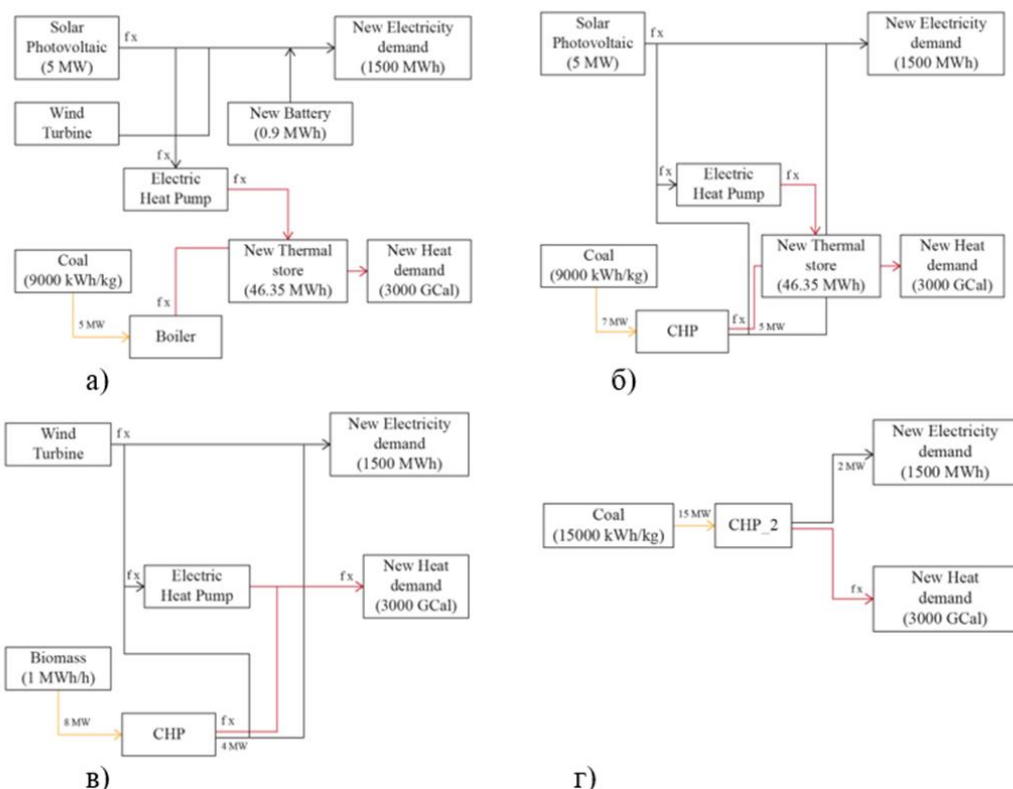 Solar
Photovoltaic
(5 MW)
f x
New Electricity
demand
(1500 MWh)
Wind
Turbine
New Battery
(0.9 MWh)
f x
Electric
Heat Pump
f x
Coal
(9000 kWh/kg)
New Thermal
store
(46.35 MWh)
New Heat
demand
(3000 GCal)
f x
5 MW
Boiler
а)
Solar
Photovoltaic
(5 MW)
f x
New Electricity
demand
(1500 MWh)
f x
Electric
Heat Pump
f x
Coal
(9000 kWh/kg)
New Thermal
store
(46.35 MWh)
New Heat
demand
(3000 GCal)
7 MW
CHP
f x
5 MW
б)
Wind
Turbine
f x
New Electricity
demand
(1500 MWh)
f x
Electric
Heat Pump
f x
New Heat
demand
(3000 GCal)
Biomass
(1 MWh/h)
8 MW
CHP
f x
4 MW
в)
New Electricity
demand
(1500 MWh)
2 MW
Coal
(15000 kWh/kg)
15 MW
CHP_2
f x
New Heat
demand
(3000 GCal)
г)